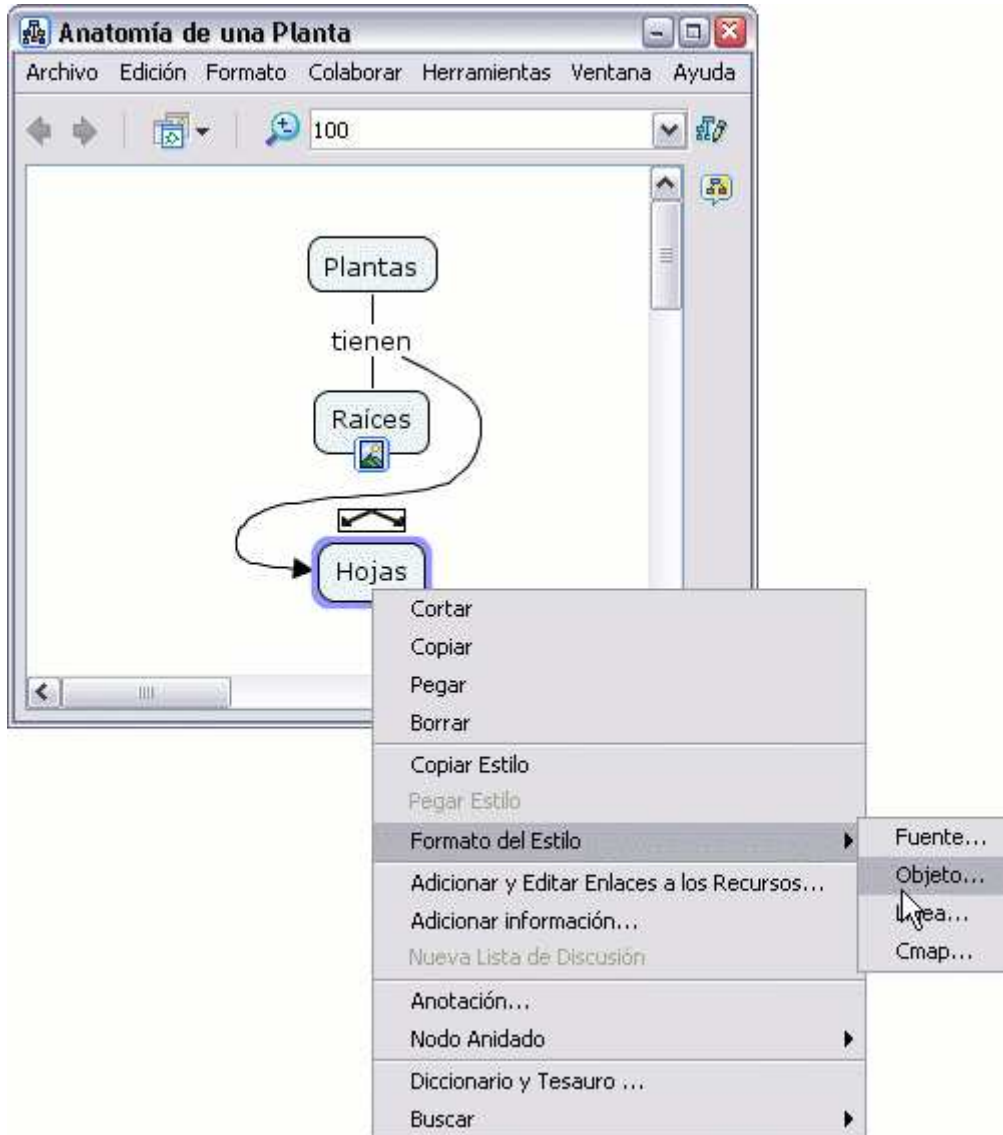 Anatomía de una Planta
Archivo Edición Formato Colaborar Herramientas Ventana Ayuda
100
Plantas
tienen
Raíces
Hojas
Cortar
Copiar
Pegar
Borrar
Copiar Estilo
Pegar Estilo
Formato del Estilo
Fuente...
Objeto...
Línea...
Cmap...
Adicionar y Editar Enlaces a los Recursos...
Adicionar información...
Nueva Lista de Discusión
Anotación...
Nodo Anidado
Diccionario y Tesauro ...
Buscar